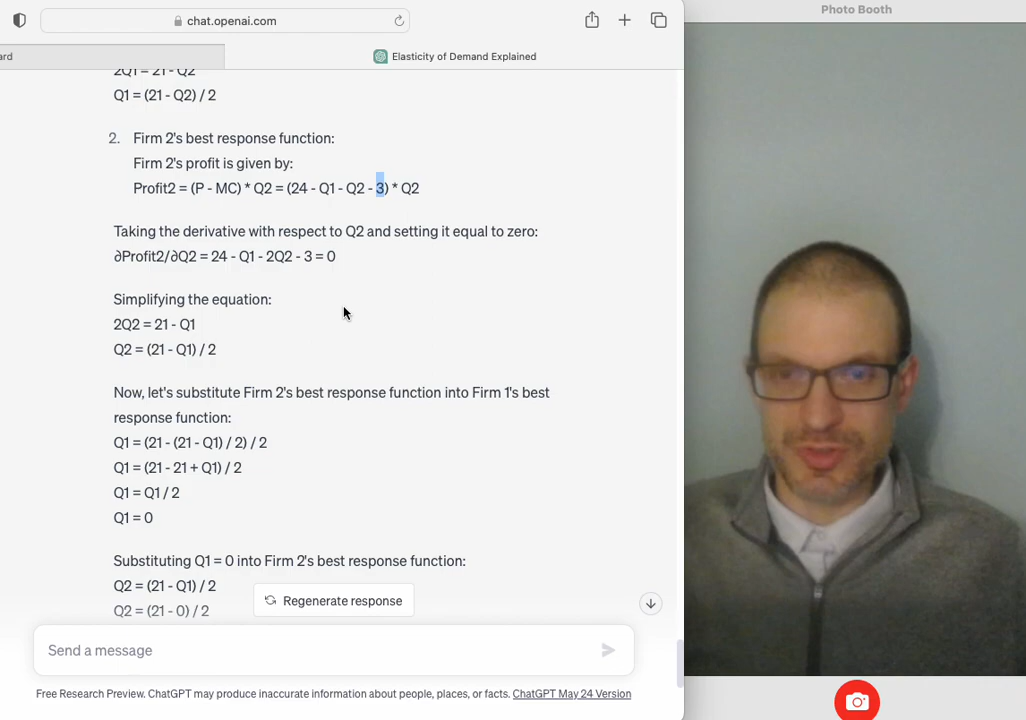 Photo Booth
chat.openai.com
ard
Elasticity of Demand Explained
2Q1 = 21 - Q2
Q1 = (21 - Q2) / 2
2. Firm 2's best response function:
Firm 2's profit is given by:
Profit2 = (P - MC) * Q2 = (24 - Q1 - Q2 - 3) * Q2
Taking the derivative with respect to Q2 and setting it equal to zero:
∂Profit2/∂Q2 = 24 - Q1 - 2Q2 - 3 = 0
Simplifying the equation:
2Q2 = 21 - Q1
Q2 = (21 - Q1) / 2
Now, let's substitute Firm 2's best response function into Firm 1's best
response function:
Q1 = (21 - (21 - Q1) / 2) / 2
Q1 = (21 - 21 + Q1) / 2
Q1 = Q1 / 2
Q1 = 0
Substituting Q1 = 0 into Firm 2's best response function:
Q2 = (21 - Q1) / 2
Regenerate response
Q2 = (21 - 0) / 2
Send a message
Free Research Preview. ChatGPT may produce inaccurate information about people, places, or facts. ChatGPT May 24 Version